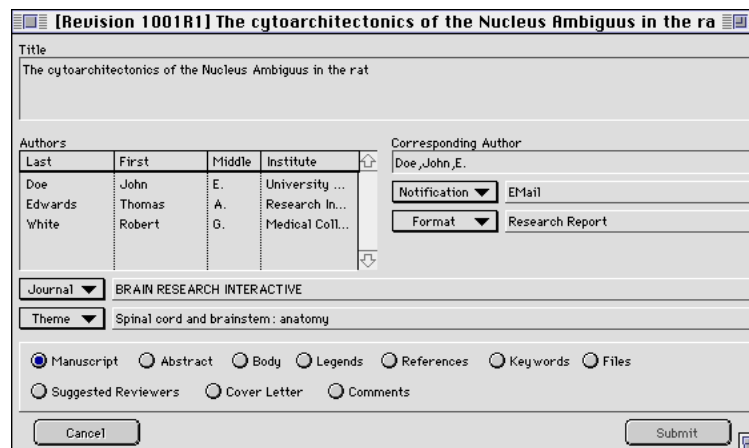 [Revision 1001R1] The cytoarchitectonics of the Nucleus Ambiguus in the ra
Title
The cytoarchitectonics of the Nucleus Ambiguus in the rat
Authors
Last First Middle Institute
Doe John E. University ...
Edwards Thomas A. Research In...
White Robert G. Medical Coll...
Corresponding Author
Doe,John,E.
Notification EMail
Format Research Report
Journal BRAIN RESEARCH INTERACTIVE
Theme Spinal cord and brainstem: anatomy
Manuscript Abstract Body Legends References Keywords Files
Suggested Reviewers Cover Letter Comments
Cancel Submit